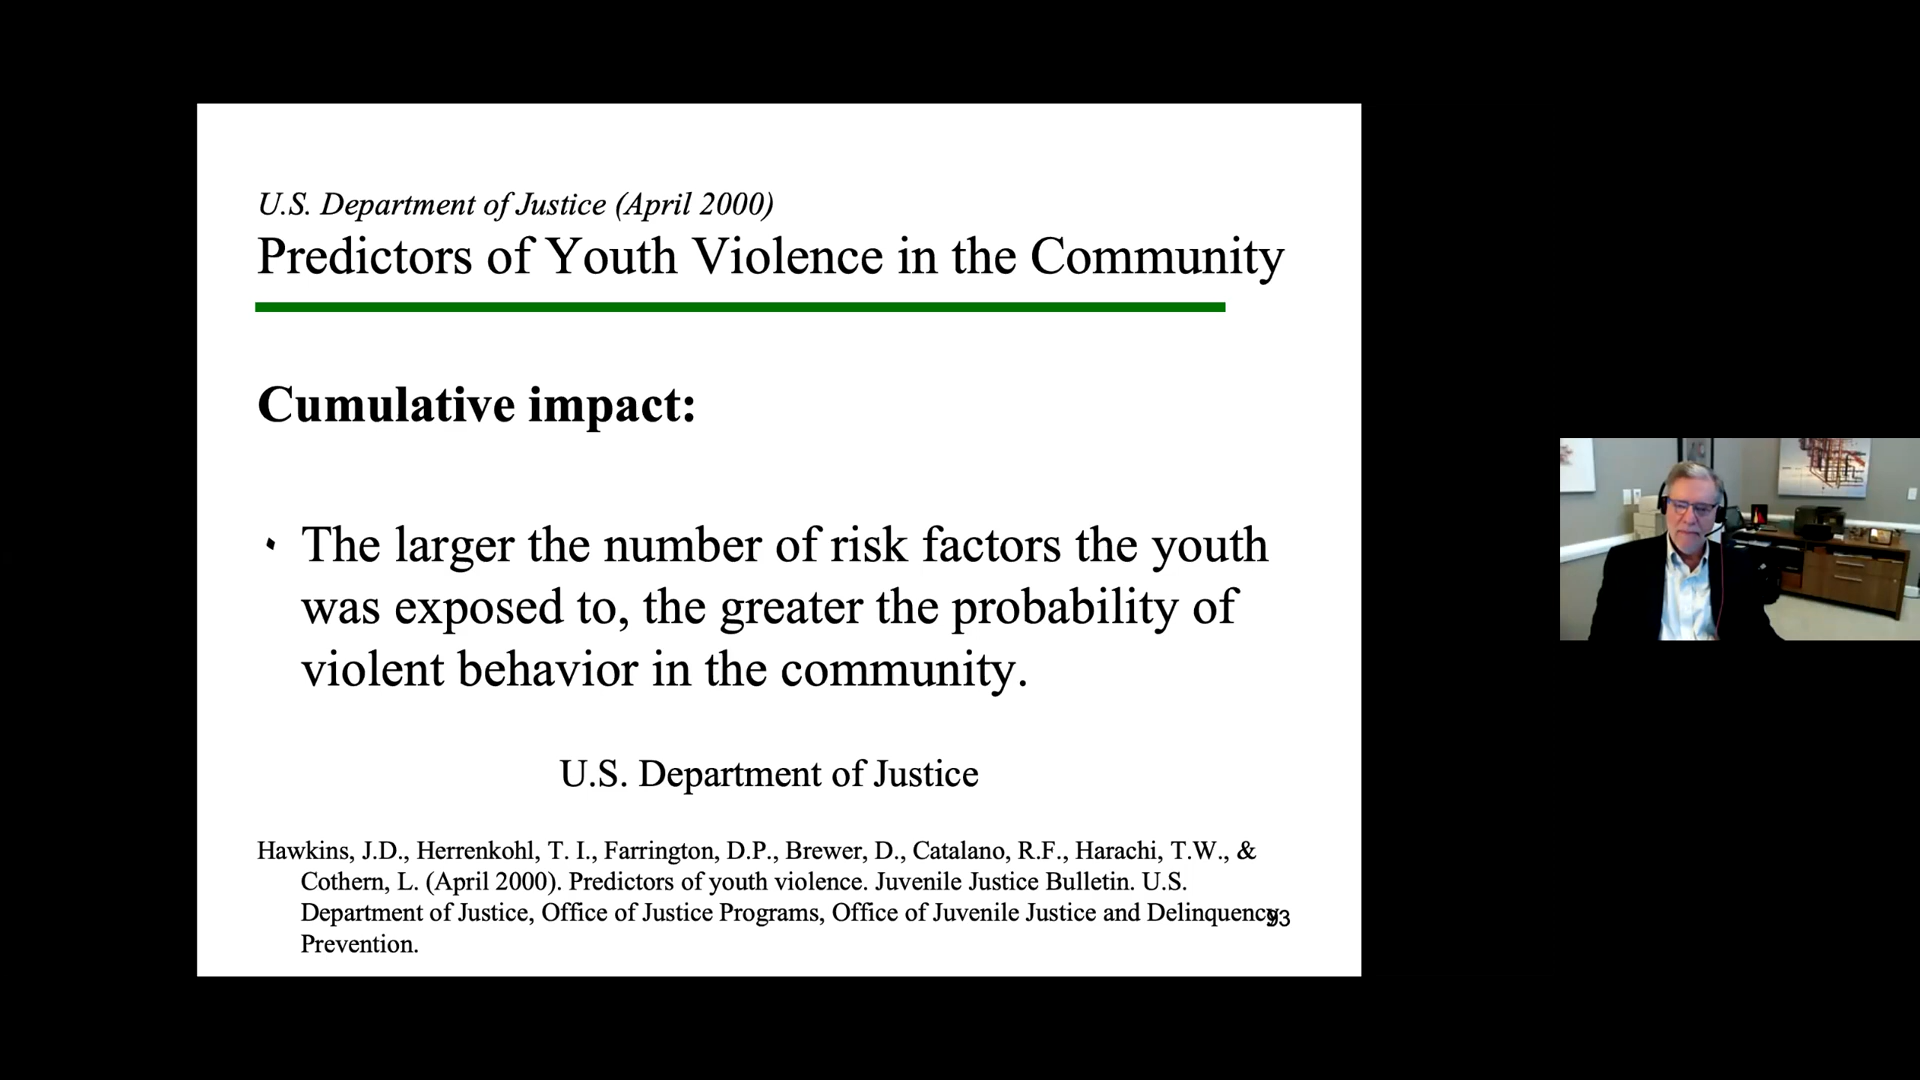 U.S. Department of Justice (April 2000)
Predictors of Youth Violence in the Community
Cumulative impact:
• The larger the number of risk factors the youth
was exposed to, the greater the probability of
violent behavior in the community.
U.S. Department of Justice
Hawkins, J.D., Herrenkohl, T. I., Farrington, D.P., Brewer, D., Catalano, R.F., Harachi, T.W., &
Cothern, L. (April 2000). Predictors of youth violence. Juvenile Justice Bulletin. U.S.
Department of Justice, Office of Justice Programs, Office of Juvenile Justice and Delinquency
Prevention.
93